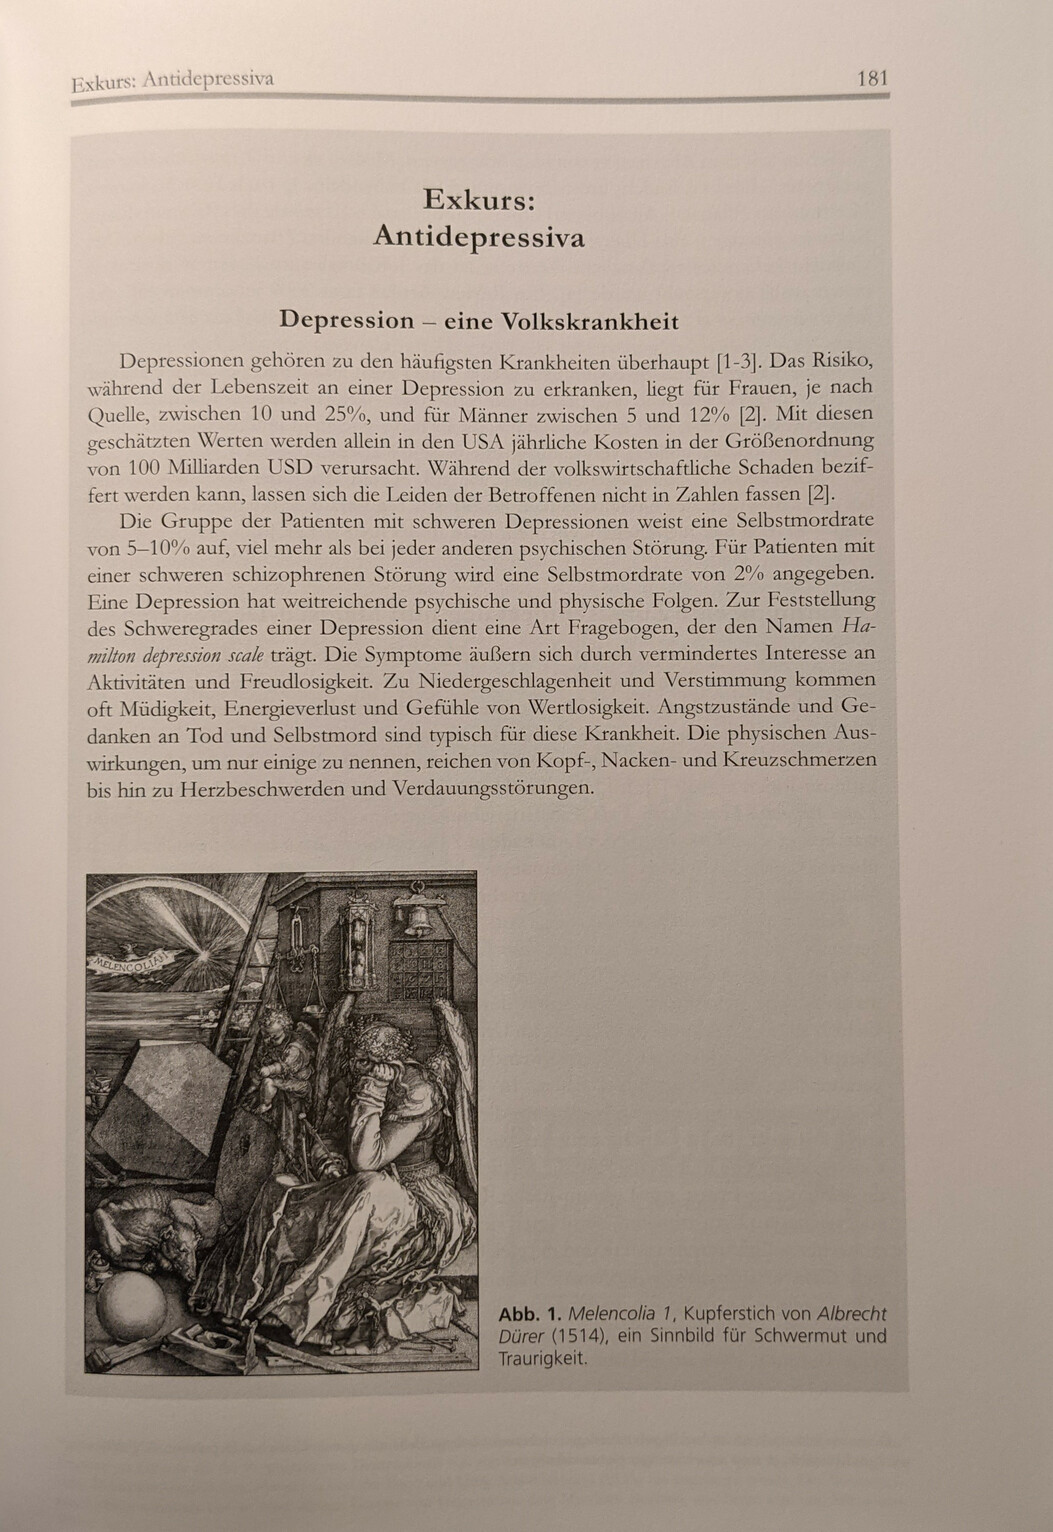 Exkurs: Antidepressiva
181
Exkurs:
Antidepressiva
Depression – eine Volkskrankheit
Depressionen gehören zu den häufigsten Krankheiten überhaupt [1-3]. Das Risiko,
während der Lebenszeit an einer Depression zu erkranken, liegt für Frauen, je nach
Quelle, zwischen 10 und 25%, und für Männer zwischen 5 und 12% [2]. Mit diesen
geschätzten Werten werden allein in den USA jährliche Kosten in der Größenordnung
von 100 Milliarden USD verursacht. Während der volkswirtschaftliche Schaden bezif-
fert werden kann, lassen sich die Leiden der Betroffenen nicht in Zahlen fassen [2].
Die Gruppe der Patienten mit schweren Depressionen weist eine Selbstmordrate
von 5–10% auf, viel mehr als bei jeder anderen psychischen Störung. Für Patienten mit
einer schweren schizophrenen Störung wird eine Selbstmordrate von 2% angegeben.
Eine Depression hat weitreichende psychische und physische Folgen. Zur Feststellung
des Schweregrades einer Depression dient eine Art Fragebogen, der den Namen Ha-
milton depression scale trägt. Die Symptome äußern sich durch vermindertes Interesse an
Aktivitäten und Freudlosigkeit. Zu Niedergeschlagenheit und Verstimmung kommen
oft Müdigkeit, Energieverlust und Gefühle von Wertlosigkeit. Angstzustände und Ge-
danken an Tod und Selbstmord sind typisch für diese Krankheit. Die physischen Aus-
wirkungen, um nur einige zu nennen, reichen von Kopf-, Nacken- und Kreuzschmerzen
bis hin zu Herzbeschwerden und Verdauungsstörungen.
MELENCOLIA I
Abb. 1. Melencolia 1, Kupferstich von Albrecht
Dürer (1514), ein Sinnbild für Schwermut und
Traurigkeit.